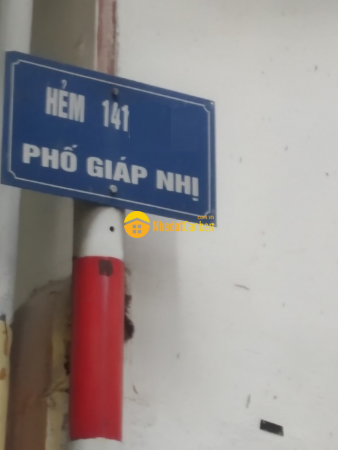 HẺM 141
PHỐ GIÁP NHỊ